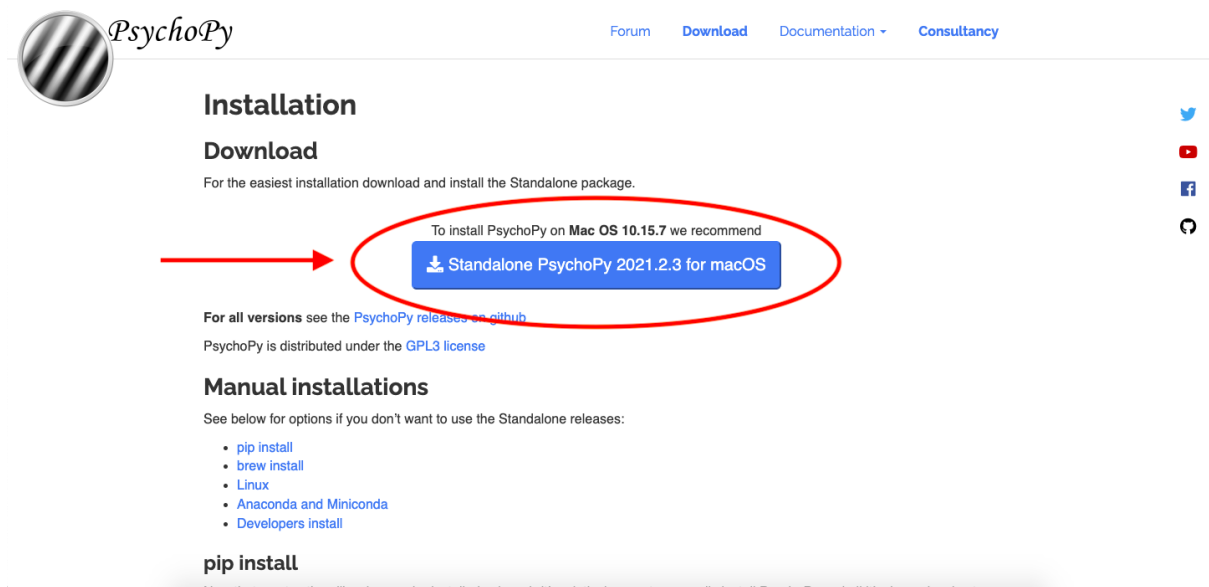 PsychoPy
Forum Download Documentation Consultancy
Installation
Download
For the easiest installation download and install the Standalone package.
To install PsychoPy on Mac OS 10.15.7 we recommend
Standalone PsychoPy 2021.2.3 for macOS
For all versions see the PsychoPy releases on github
PsychoPy is distributed under the GPL3 license
Manual installations
See below for options if you don't want to use the Standalone releases:
pip install
brew install
Linux
Anaconda and Miniconda
Developers install
pip install